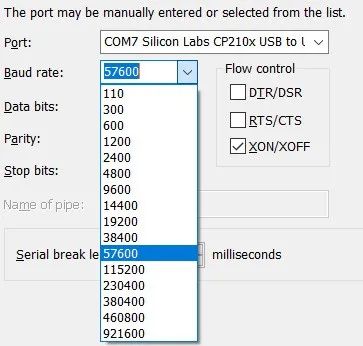 The port may be manually entered or selected from the list.
Port: COM7 Silicon Labs CP210x USB to U
Baud rate: 57600
Flow control
110
DTR/DSR
300
Data bits:
600
RTS/CTS
1200
Parity:
2400
XON/XOFF
4800
Stop bits:
9600
14400
Name of pipe:
19200
38400
Serial break le 57600 milliseconds
115200
230400
380400
460800
921600